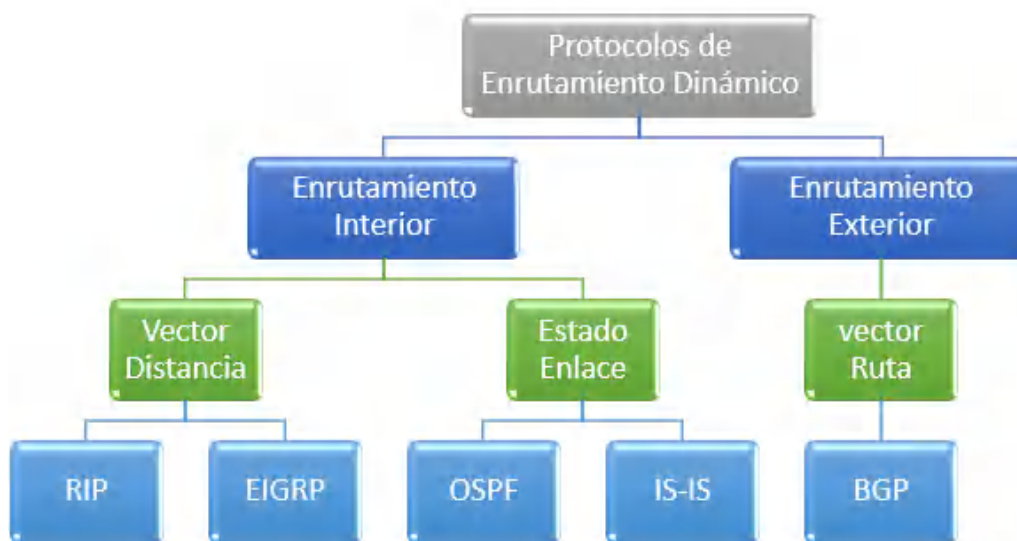 Protocolos de
Enrutamiento Dinámico
Enrutamiento
Interior
Enrutamiento
Exterior
Vector
Distancia
Estado
Enlace
vector
Ruta
RIP
EIGRP
OSPF
IS-IS
BGP